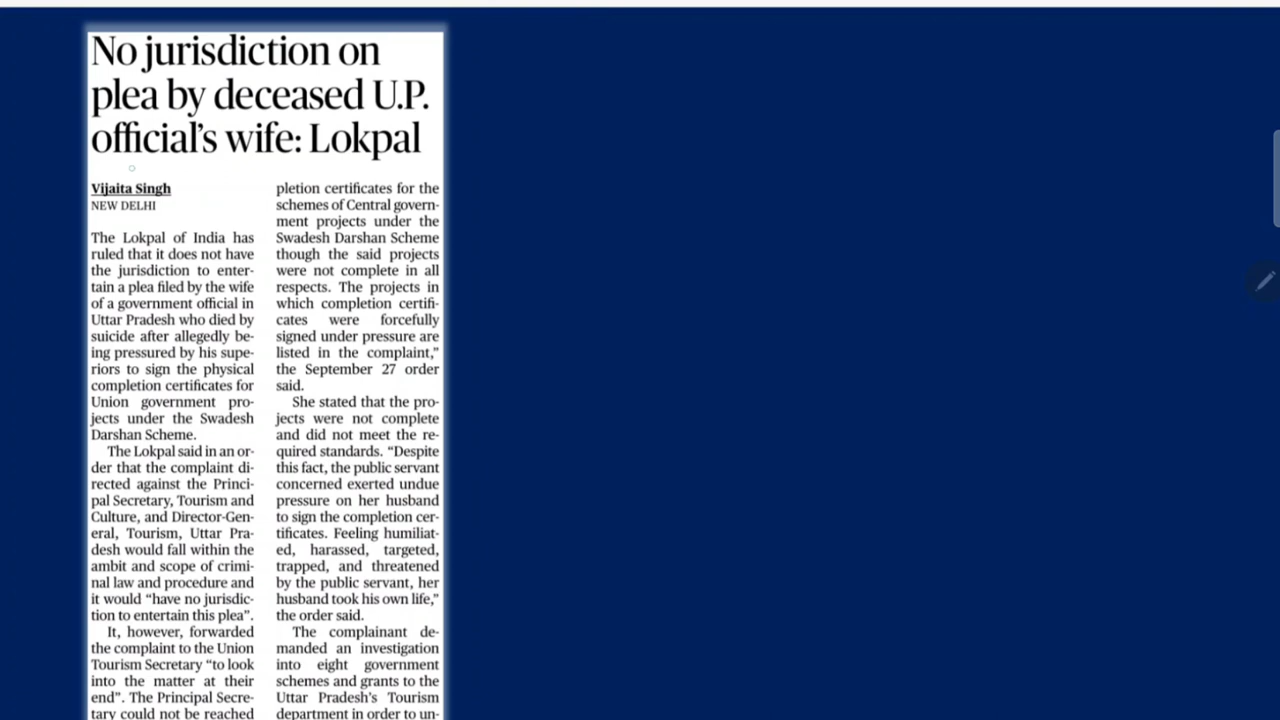 No jurisdiction on
plea by deceased U.P.
official's wife: Lokpal
Vijaita Singh
NEW DELHI
The Lokpal of India has
ruled that it does not have
the jurisdiction to enter-
tain a plea filed by the wife
of a government official in
Uttar Pradesh who died by
suicide after allegedly be-
ing pressured by his supe-
riors to sign the physical
completion certificates for
Union government pro-
jects under the Swadesh
Darshan Scheme.
The Lokpal said in an or-
der that the complaint di-
rected against the Princi-
pal Secretary, Tourism and
Culture, and Director-Gen-
eral, Tourism, Uttar Pra-
desh would fall within the
ambit and scope of crimi-
nal law and procedure and
it would “have no jurisdic-
tion to entertain this plea”.
It, however, forwarded
the complaint to the Union
Tourism Secretary “to look
into the matter at their
end”. The Principal Secre-
tary could not be reached
pletion certificates for the
schemes of Central govern-
ment projects under the
Swadesh Darshan Scheme
though the said projects
were not complete in all
respects. The projects in
which completion certifi-
cates were forcefully
signed under pressure are
listed in the complaint,”
the September 27 order
said.
She stated that the pro-
jects were not complete
and did not meet the re-
quired standards. “Despite
this fact, the public servant
concerned exerted undue
pressure on her husband
to sign the completion cer-
tificates. Feeling humiliat-
ed, harassed, targeted,
trapped, and threatened
by the public servant, her
husband took his own life,”
the order said.
The complainant de-
manded an investigation
into eight government
schemes and grants to the
Uttar Pradesh's Tourism
department in order to un-